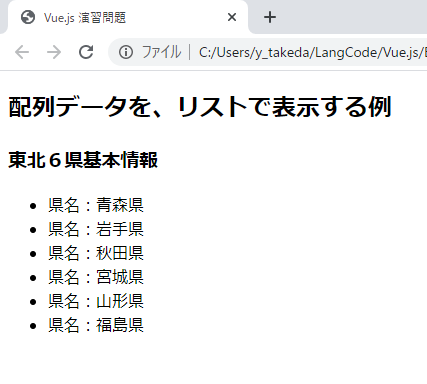 Vue.js 演習問題
ファイル | C:/Users/y_takeda/LangCode/Vue.js/
配列データを、リストで表示する例
東北６県基本情報
県名：青森県
県名：岩手県
県名：秋田県
県名：宮城県
県名：山形県
県名：福島県